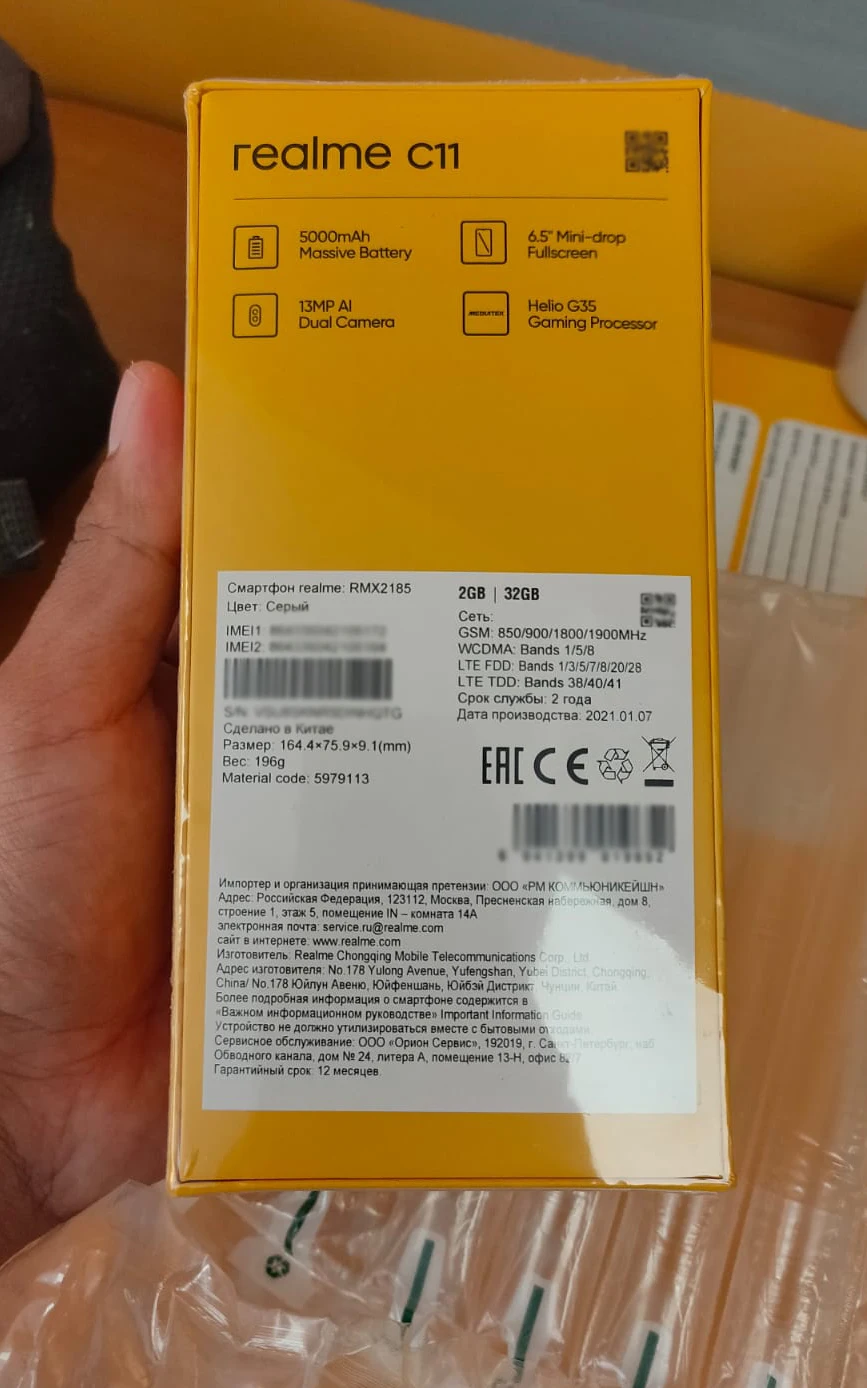 realme C11
5000mAh
Massive Battery
6.5" Mini-drop
Fullscreen
13MP AI
Dual Camera
MEDIATEK
Helio G35
Gaming Processor
Смартфон realme: RMX2185
Цвет: Серый
IMEI1:
IMEI2:
S/N:
Сделано в Китае
Размер: 164.4×75.9×9.1(mm)
Вес: 196g
Material code: 5979113
2GB | 32GB
Сеть:
GSM: 850/900/1800/1900MHz
WCDMA: Bands 1/5/8
LTE FDD: Bands 1/3/5/7/8/20/28
LTE TDD: Bands 38/40/41
Срок службы: 2 года
Дата производства: 2021.01.07
EAC CE
Импортер и организация принимающая претензии: ООО «РМ КОММЬЮНИКЕЙШН»
Адрес: Российская Федерация, 123112, Москва, Пресненская набережная, дом 8,
строение 1, этаж 5, помещение IN – комната 14А
электронная почта: service.ru@realme.com
сайт в интернете: www.realme.com
Изготовитель: Realme Chongqing Mobile Telecommunications Corp., Ltd.
Адрес изготовителя: No.178 Yulong Avenue, Yufengshan, Yubei District, Chongqing,
China/ No.178 Юйлун Авеню, Юйфеншань, Юйбэй Дистрикт, Чунцин, Китай
Более подробная информация о смартфоне содержится в
«Важном информационном руководстве» Important Information Guide
Устройство не должно утилизироваться вместе с бытовыми отходами.
Сервисное обслуживание: ООО «Орион Сервис», 192019, г. Санкт-Петербург, наб
Обводного канала, дом № 24, литера А, помещение 13-Н, офис
Гарантийный срок: 12 месяцев.